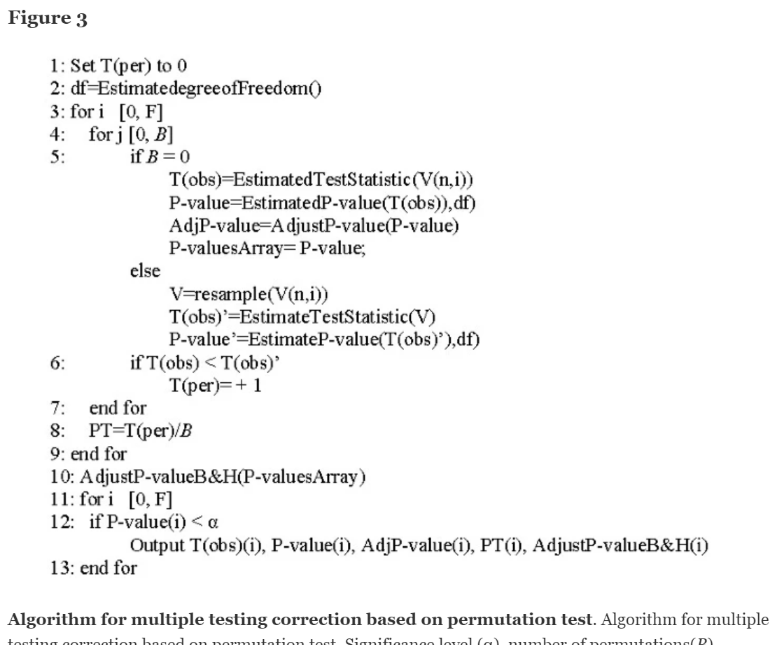 Figure 3
1: Set T(per) to 0
2: df=EstimatedegreeofFreedom()
3: for i [0, F]
4: for j [0, B]
5: if B = 0
T(obs)=EstimatedTestStatistic(V(n,i))
P-value=EstimatedP-value(T(obs)),df)
AdjP-value=AdjustP-value(P-value)
P-valuesArray= P-value;
else
V=resample(V(n,i))
T(obs)’=EstimateTestStatistic(V)
P-value’=EstimateP-value(T(obs)’),df)
6: if T(obs) < T(obs)’
T(per)= + 1
7: end for
8: PT=T(per)/B
9: end for
10: AdjustP-valueB&H(P-valuesArray)
11: for i [0, F]
12: if P-value(i) < α
Output T(obs)(i), P-value(i), AdjP-value(i), PT(i), AdjustP-valueB&H(i)
13: end for
Algorithm for multiple testing correction based on permutation test. Algorithm for multiple
testing correction based on permutation test. Significance level (α), number of permutations(B)